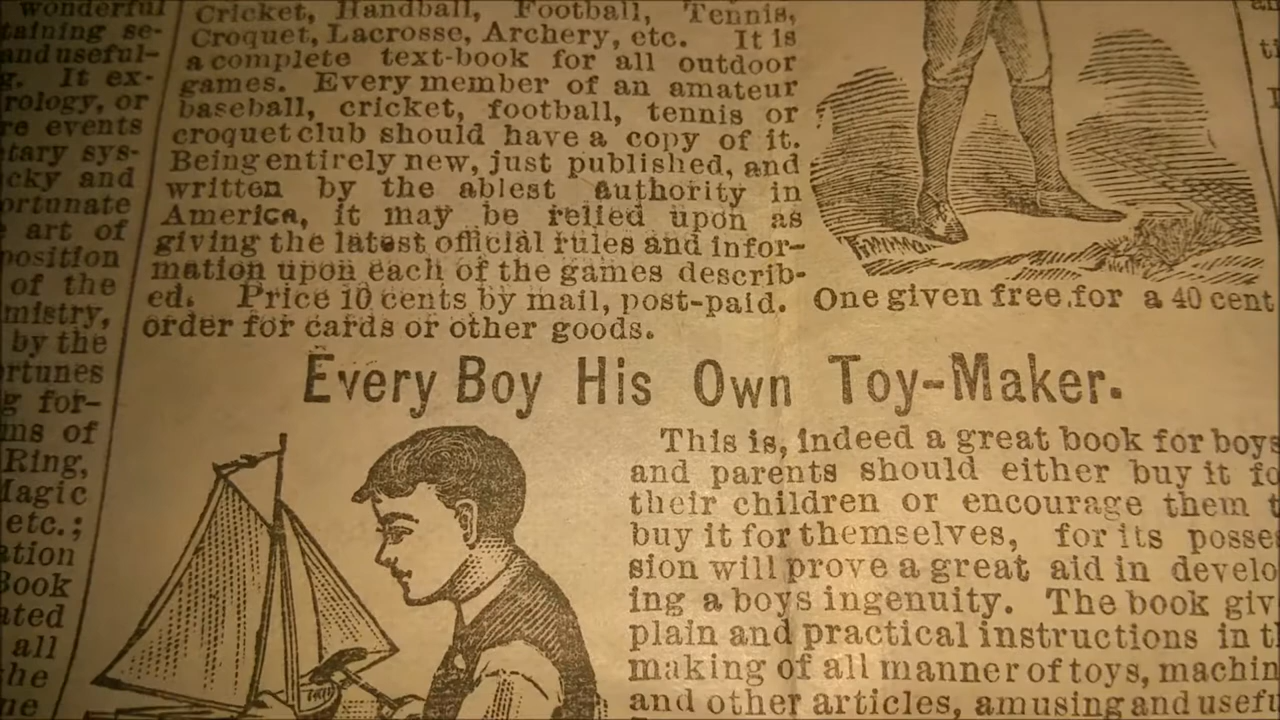 wonderful
taining se-
and useful-
g. It ex-
rology, or
re events
tary sys-
cky and
ortunate
e art of
position
of the
mistry,
by the
rtunes
g for-
ms of
Ring,
Magic
etc.;
ation
Book
ated
all
the
ne
Cricket, Handball, Football, Tennis,
Croquet, Lacrosse, Archery, etc. It is
a complete text-book for all outdoor
games. Every member of an amateur
baseball, cricket, football, tennis or
croquet club should have a copy of it.
Being entirely new, just published, and
written by the ablest authority in
America, it may be relied upon as
giving the latest official rules and infor-
mation upon each of the games describ-
ed. Price 10 cents by mail, post-paid. One given free for a 40 cent
order for cards or other goods.
Every Boy His Own Toy-Maker.
This is, indeed a great book for boys
and parents should either buy it fo
their children or encourage them t
buy it for themselves, for its posses
sion will prove a great aid in develo
ing a boys ingenuity. The book giv
plain and practical instructions in t
making of all manner of toys, machin
and other articles, amusing and usefu